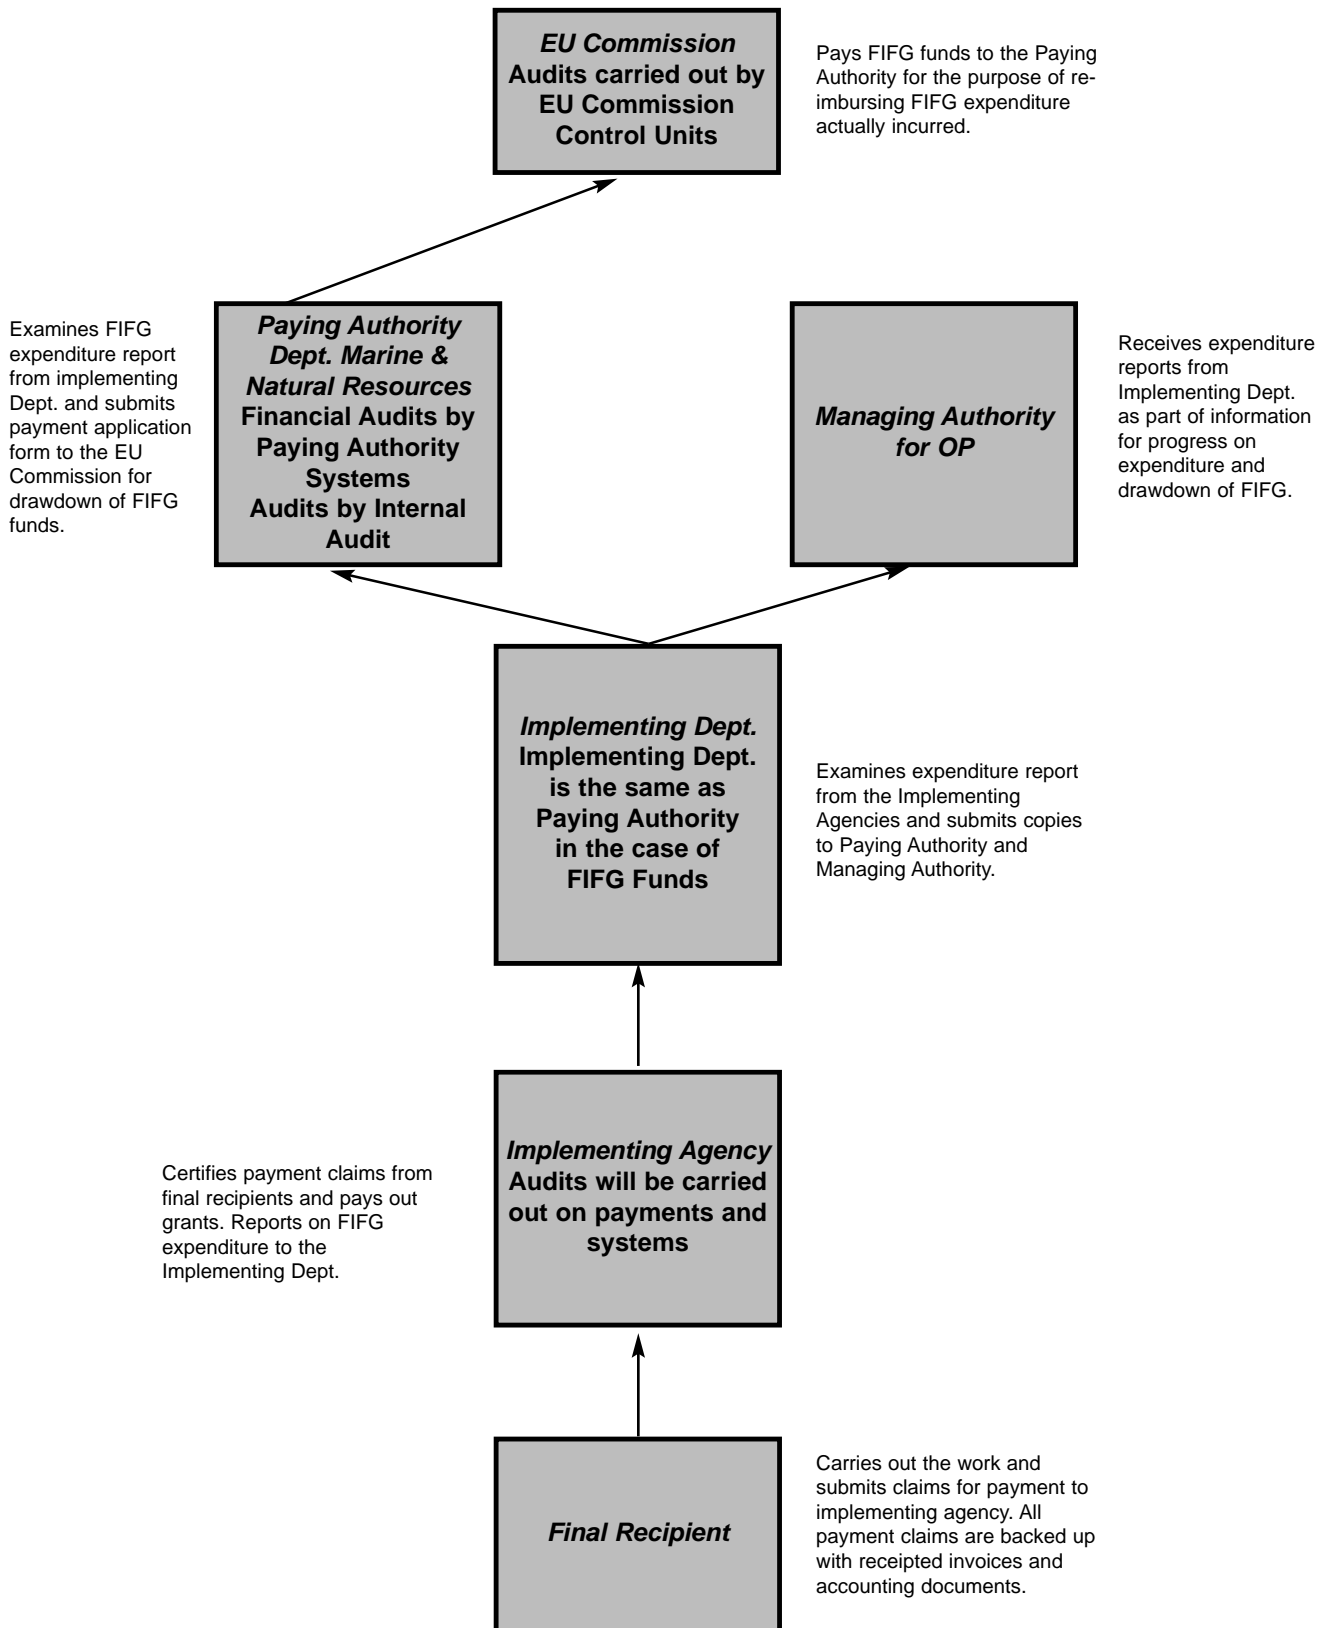 EU Commission
Audits carried out by
EU Commission
Control Units
Pays FIFG funds to the Paying
Authority for the purpose of re-
imbursing FIFG expenditure
actually incurred.
Examines FIFG
expenditure report
from implementing
Dept. and submits
payment application
form to the EU
Commission for
drawdown of FIFG
funds.
Paying Authority
Dept. Marine &
Natural Resources
Financial Audits by
Paying Authority
Systems
Audits by Internal
Audit
Managing Authority
for OP
Receives expenditure
reports from
Implementing Dept.
as part of information
for progress on
expenditure and
drawdown of FIFG.
Implementing Dept.
Implementing Dept.
is the same as
Paying Authority
in the case of
FIFG Funds
Examines expenditure report
from the Implementing
Agencies and submits copies
to Paying Authority and
Managing Authority.
Certifies payment claims from
final recipients and pays out
grants. Reports on FIFG
expenditure to the
Implementing Dept.
Implementing Agency
Audits will be carried
out on payments and
systems
Final Recipient
Carries out the work and
submits claims for payment to
implementing agency. All
payment claims are backed up
with receipted invoices and
accounting documents.